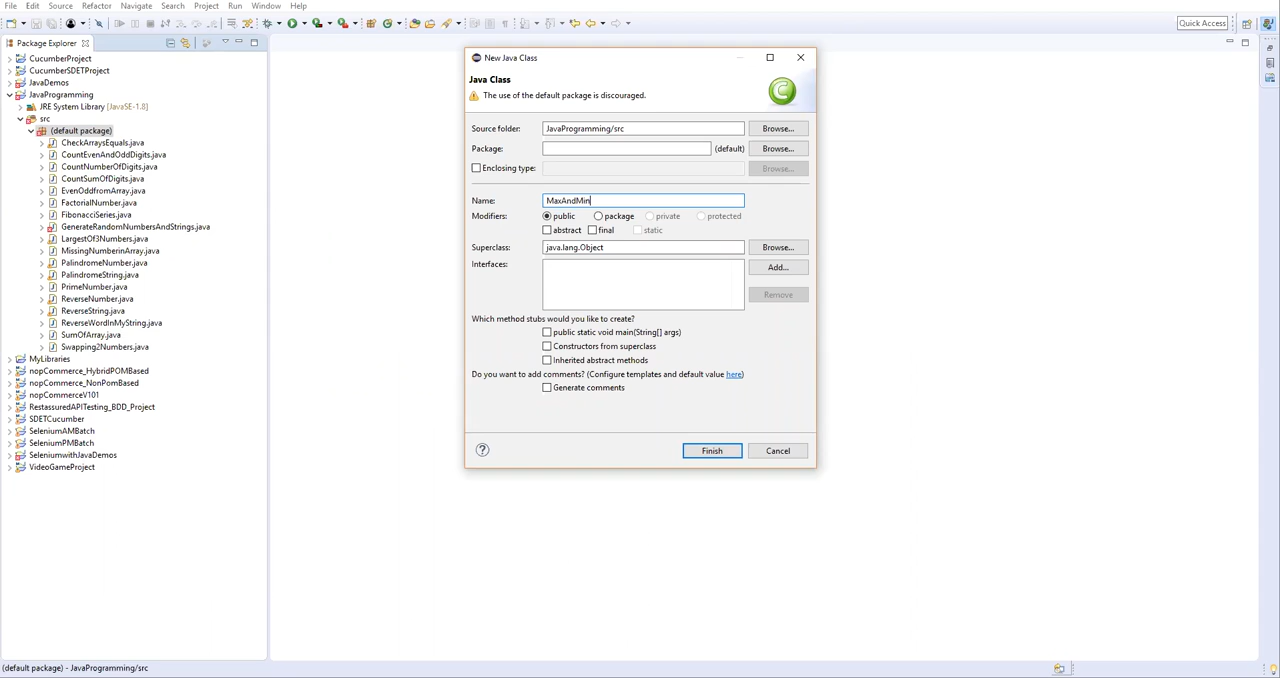 File Edit Source Refactor Navigate Search Project Run Window Help
Quick Access
Package Explorer
CucumberProject
CucumberSDETProject
JavaDemos
JavaProgramming
JRE System Library [JavaSE-1.8]
src
(default package)
CheckArraysEquals.java
CountEvenAndOddDigits.java
CountNumberOfDigits.java
CountSumOfDigits.java
EvenOddfromArray.java
FactorialNumber.java
FibonacciSeries.java
GenerateRandomNumbersAndStrings.java
LargestOf3Numbers.java
MissingNumberinArray.java
PalindromeNumber.java
PalindromeString.java
PrimeNumber.java
ReverseNumber.java
ReverseString.java
ReverseWordInMyString.java
SumOfArray.java
Swapping2Numbers.java
MyLibraries
nopCommerce_HybridPOMBased
nopCommerce_NonPomBased
nopCommerceV101
RestassuredAPITesting_BDD_Project
SDETCucumber
SeleniumAMBatch
SeleniumPMBatch
SeleniumwithJavaDemos
VideoGameProject
New Java Class
Java Class
The use of the default package is discouraged.
Source folder: JavaProgramming/src Browse...
Package: (default) Browse...
Enclosing type: Browse...
Name: MaxAndMin
Modifiers: public package private protected
abstract final static
Superclass: java.lang.Object Browse...
Interfaces: Add...
Remove
Which method stubs would you like to create?
public static void main(String[] args)
Constructors from superclass
Inherited abstract methods
Do you want to add comments? (Configure templates and default value here)
Generate comments
Finish Cancel
(default package) - JavaProgramming/src